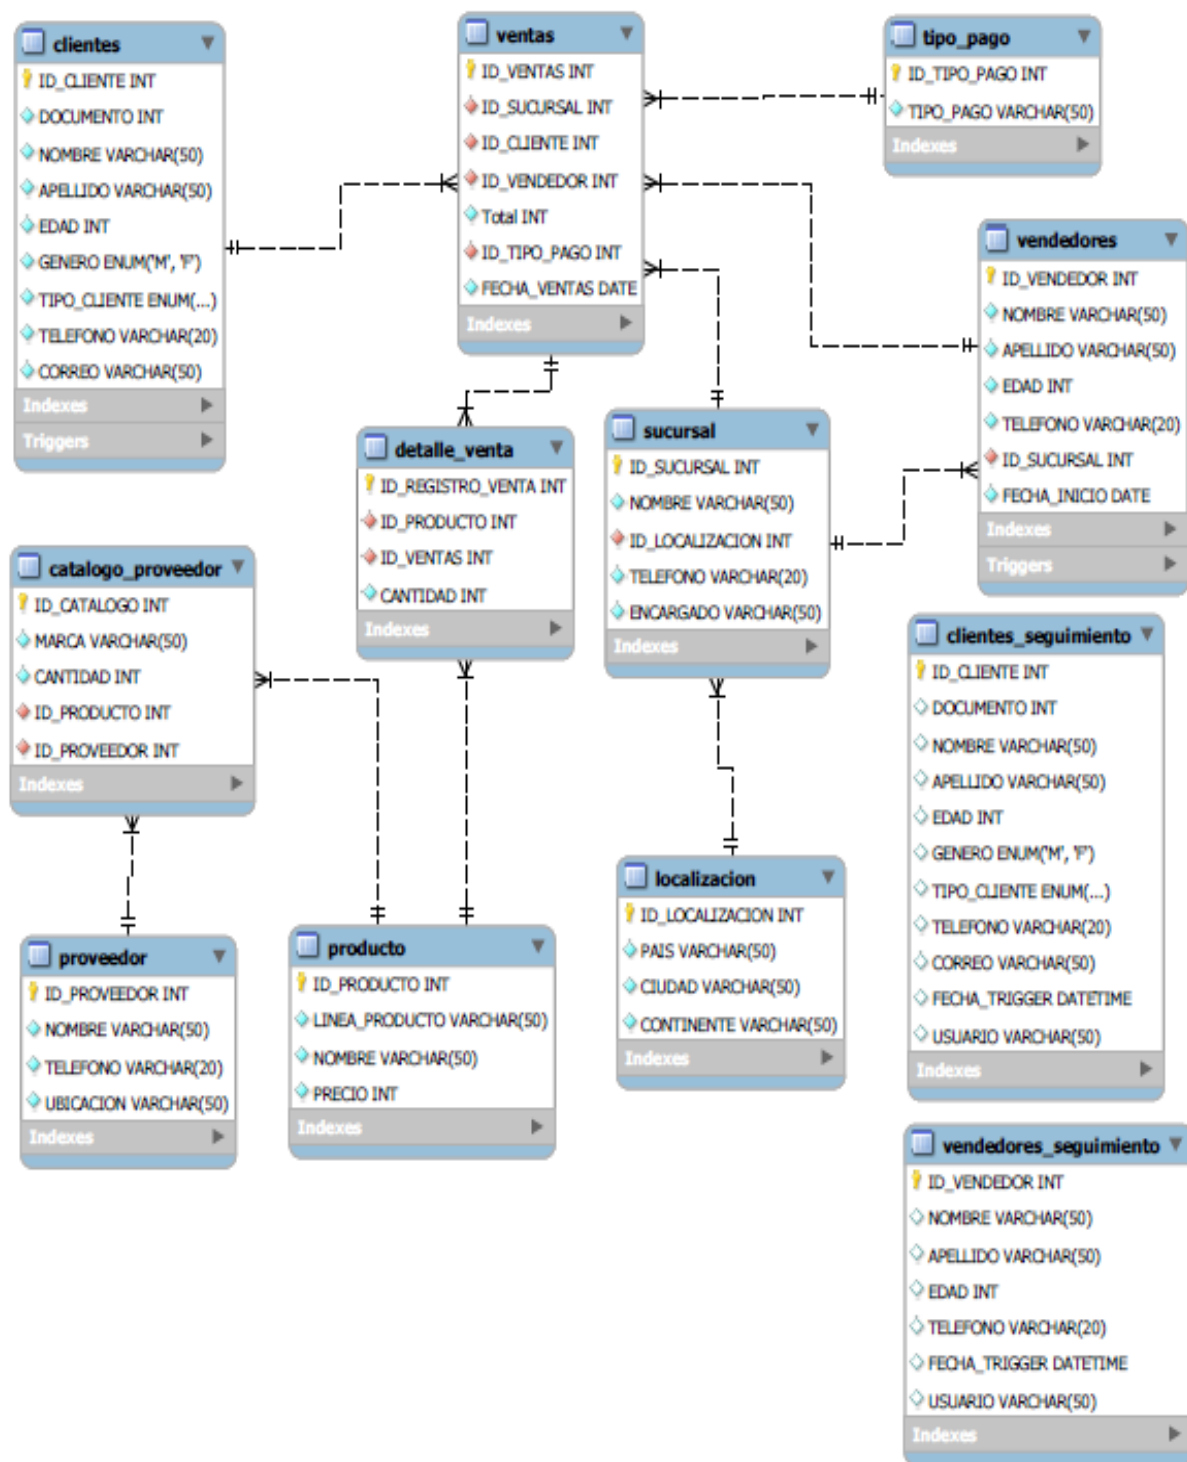 clientes
ID_CLIENTE INT
DOCUMENTO INT
NOMBRE VARCHAR(50)
APELLIDO VARCHAR(50)
EDAD INT
GENERO ENUM('M', 'F')
TIPO_CLIENTE ENUM(...)
TELEFONO VARCHAR(20)
CORREO VARCHAR(50)
Indexes
Triggers
ventas
ID_VENTAS INT
ID_SUCURSAL INT
ID_CLIENTE INT
ID_VENDEDOR INT
Total INT
ID_TIPO_PAGO INT
FECHA_VENTAS DATE
Indexes
tipo_pago
ID_TIPO_PAGO INT
TIPO_PAGO VARCHAR(50)
Indexes
vendedores
ID_VENDEDOR INT
NOMBRE VARCHAR(50)
APELLIDO VARCHAR(50)
EDAD INT
TELEFONO VARCHAR(20)
ID_SUCURSAL INT
FECHA_INICIO DATE
Indexes
Triggers
detalle_venta
ID_REGISTRO_VENTA INT
ID_PRODUCTO INT
ID_VENTAS INT
CANTIDAD INT
Indexes
sucursal
ID_SUCURSAL INT
NOMBRE VARCHAR(50)
ID_LOCALIZACION INT
TELEFONO VARCHAR(20)
ENCARGADO VARCHAR(50)
Indexes
catalogo_proveedor
ID_CATALOGO INT
MARCA VARCHAR(50)
CANTIDAD INT
ID_PRODUCTO INT
ID_PROVEEDOR INT
Indexes
clientes_seguimiento
ID_CLIENTE INT
DOCUMENTO INT
NOMBRE VARCHAR(50)
APELLIDO VARCHAR(50)
EDAD INT
GENERO ENUM('M', 'F')
TIPO_CLIENTE ENUM(...)
TELEFONO VARCHAR(20)
CORREO VARCHAR(50)
FECHA_TRIGGER DATETIME
USUARIO VARCHAR(50)
Indexes
proveedor
ID_PROVEEDOR INT
NOMBRE VARCHAR(50)
TELEFONO VARCHAR(20)
UBICACION VARCHAR(50)
Indexes
producto
ID_PRODUCTO INT
LINEA_PRODUCTO VARCHAR(50)
NOMBRE VARCHAR(50)
PRECIO INT
Indexes
localizacion
ID_LOCALIZACION INT
PAIS VARCHAR(50)
CIUDAD VARCHAR(50)
CONTINENTE VARCHAR(50)
Indexes
vendedores_seguimiento
ID_VENDEDOR INT
NOMBRE VARCHAR(50)
APELLIDO VARCHAR(50)
EDAD INT
TELEFONO VARCHAR(20)
FECHA_TRIGGER DATETIME
USUARIO VARCHAR(50)
Indexes